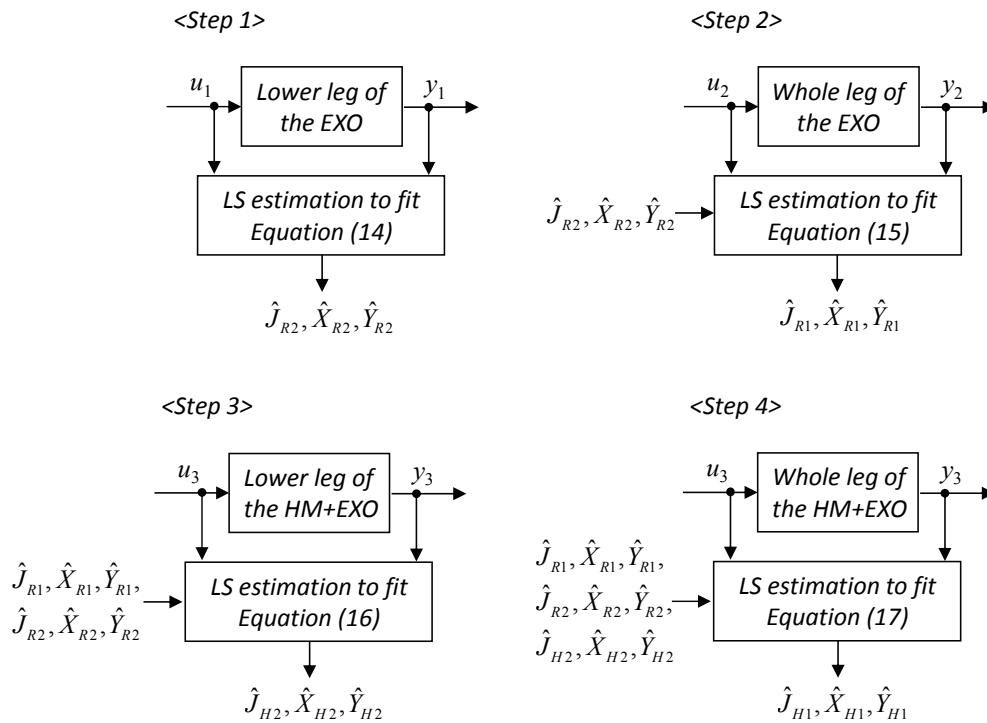 <Step 1>
u₁
Lower leg of
the EXO
y₁
LS estimation to fit
Equation (14)
Ĵ_R2, X̂_R2, Ŷ_R2
<Step 2>
u₂
Whole leg of
the EXO
y₂
Ĵ_R2, X̂_R2, Ŷ_R2
LS estimation to fit
Equation (15)
Ĵ_R1, X̂_R1, Ŷ_R1
<Step 3>
u₃
Lower leg of
the HM+EXO
y₃
Ĵ_R1, X̂_R1, Ŷ_R1,
Ĵ_R2, X̂_R2, Ŷ_R2
LS estimation to fit
Equation (16)
Ĵ_H2, X̂_H2, Ŷ_H2
<Step 4>
u₃
Whole leg of
the HM+EXO
y₃
Ĵ_R1, X̂_R1, Ŷ_R1,
Ĵ_R2, X̂_R2, Ŷ_R2,
Ĵ_H2, X̂_H2, Ŷ_H2
LS estimation to fit
Equation (17)
Ĵ_H1, X̂_H1, Ŷ_H1